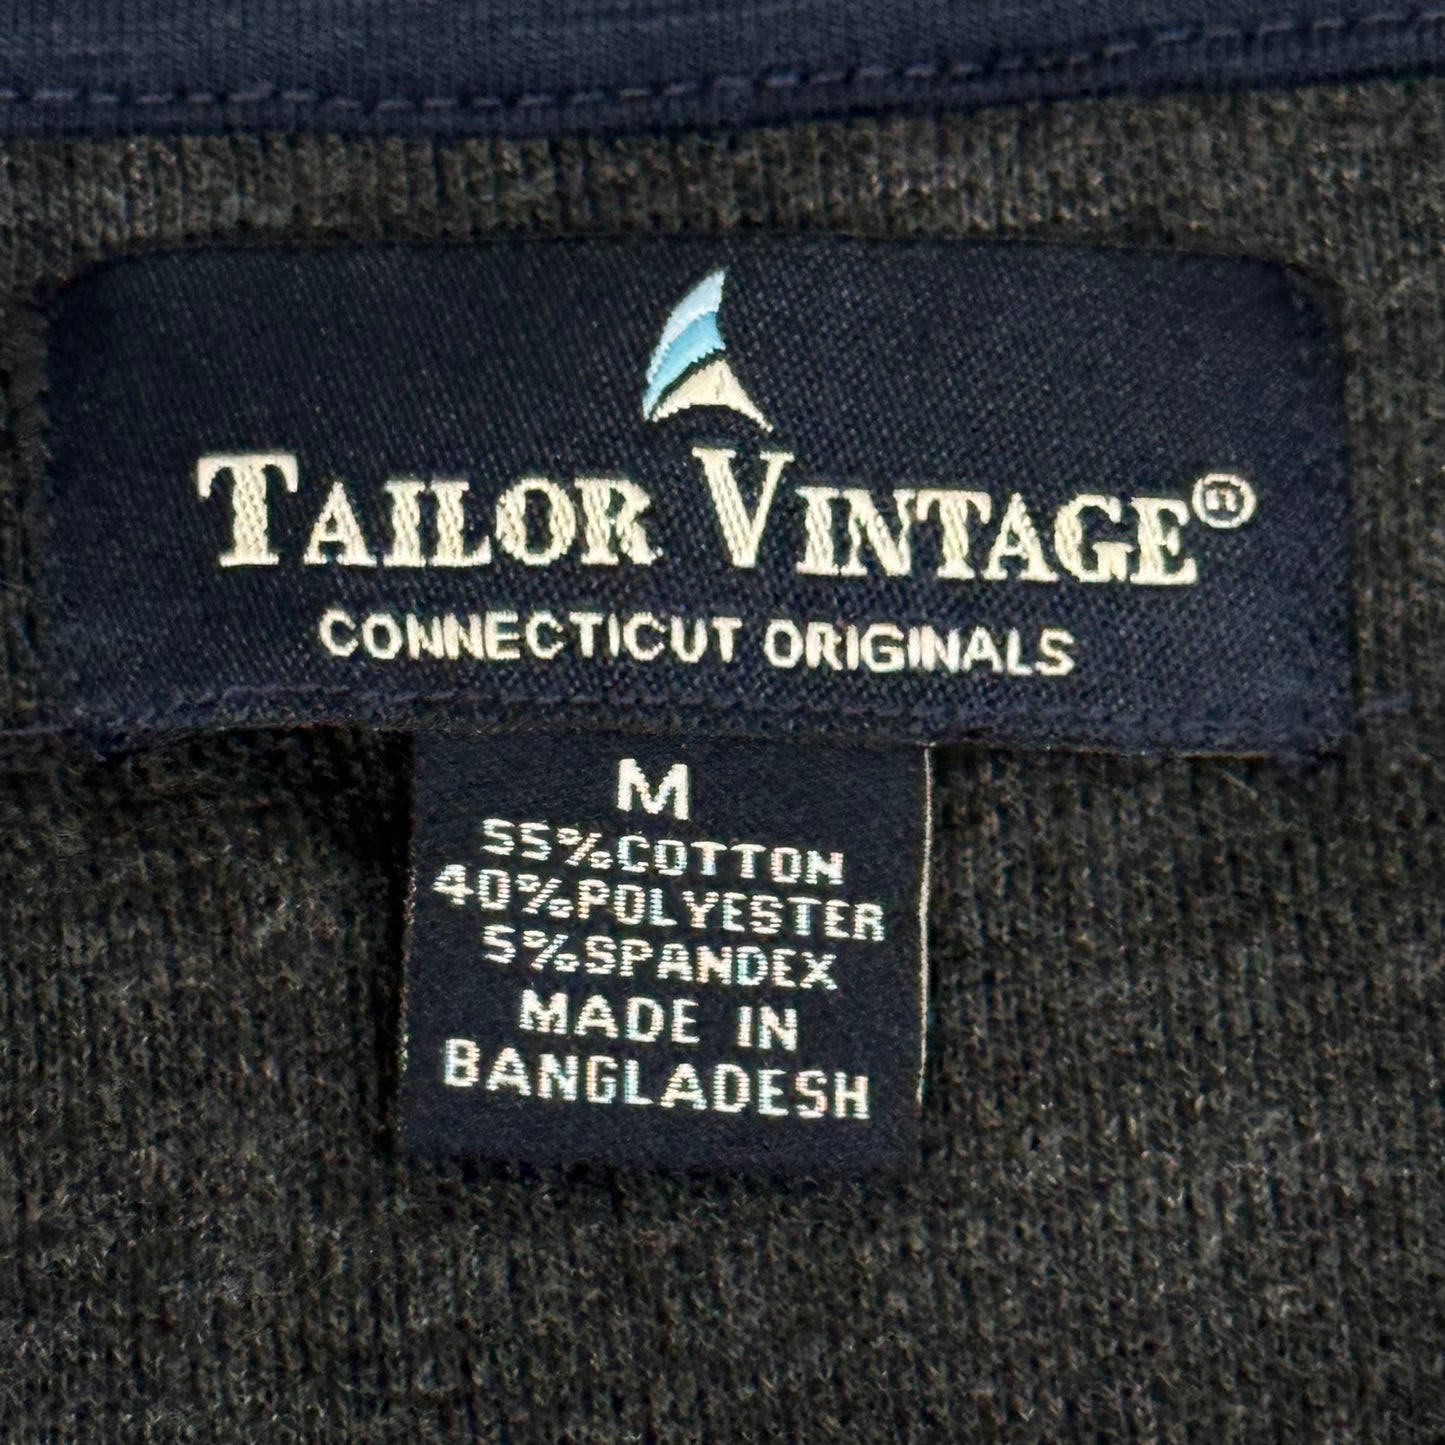 TAILOR VINTAGE®
CONNECTICUT ORIGINALS
M
55%COTTON
40%POLYESTER
5%SPANDEX
MADE IN
BANGLADESH